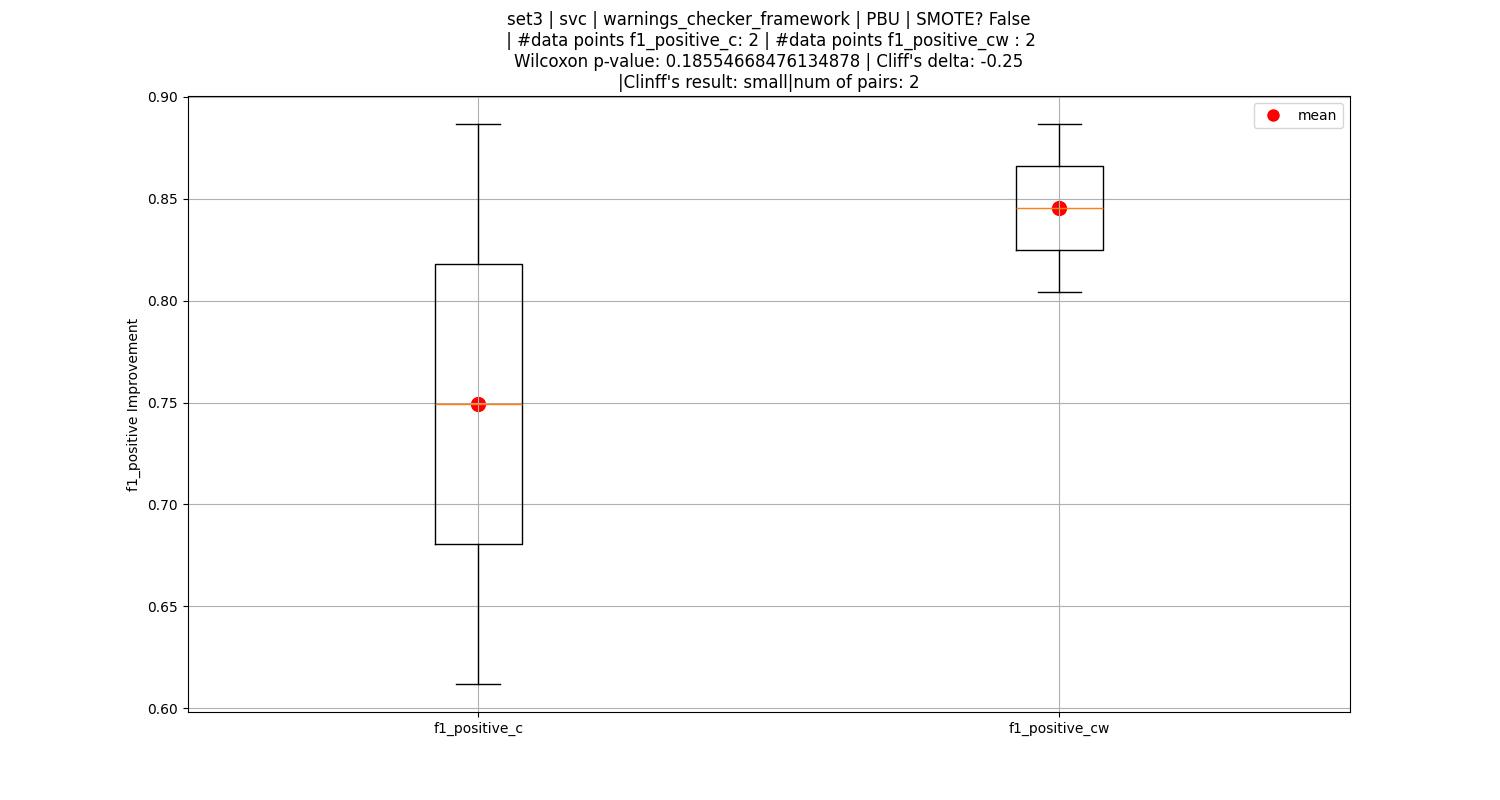 set3 | svc | warnings_checker_framework | PBU | SMOTE? False
| #data points f1_positive_c: 2 | #data points f1_positive_cw : 2
Wilcoxon p-value: 0.18554668476134878 | Cliff's delta: -0.25
|Clinff's result: small|num of pairs: 2
mean
0.90
0.85
0.80
0.75
0.70
0.65
0.60
f1_positive Improvement
f1_positive_c
f1_positive_cw